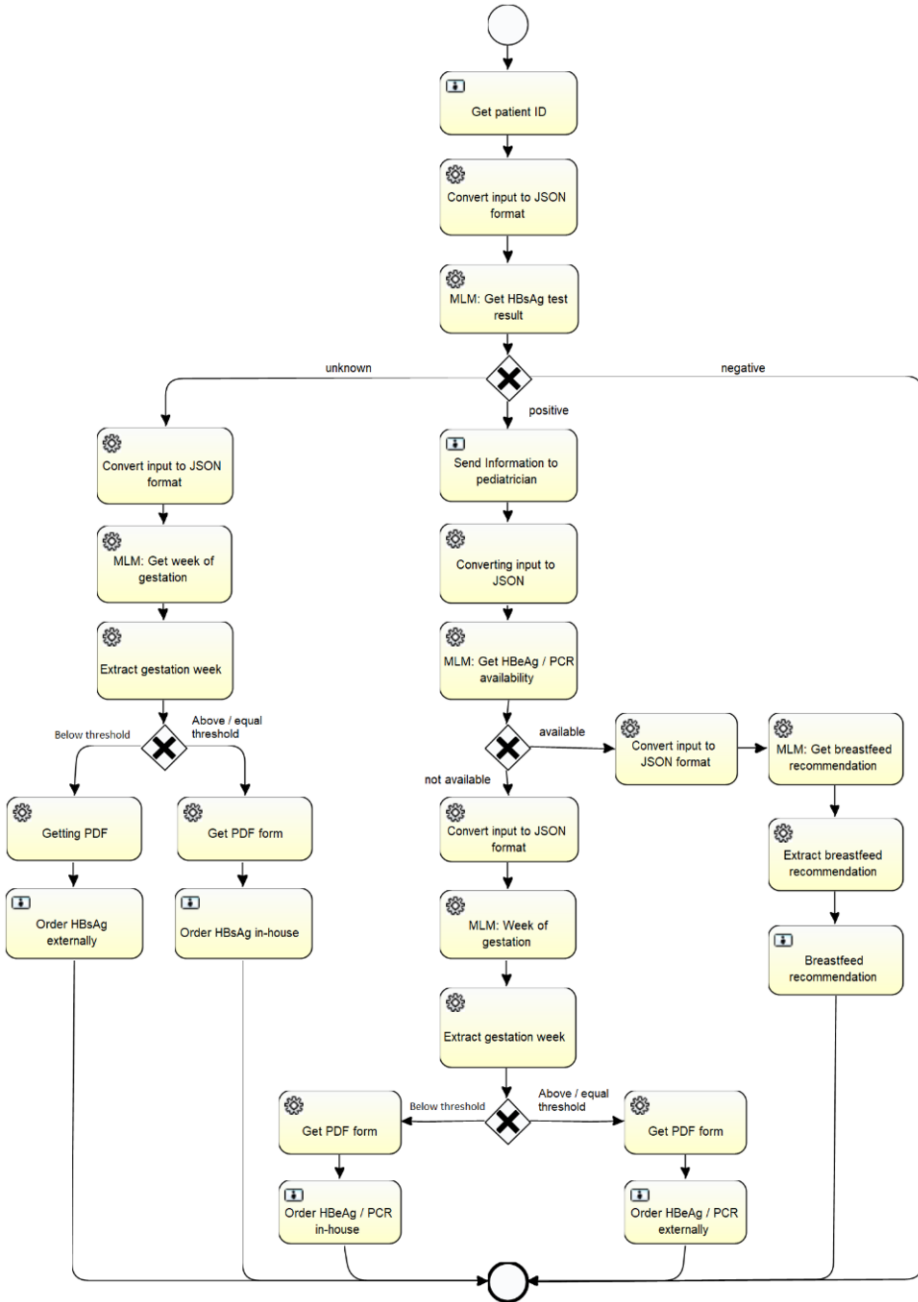 Get patient ID
Convert input to JSON
format
MLM: Get HBsAg test
result
unknown
negative
positive
Convert input to JSON
format
Send Information to
pediatrician
MLM: Get week of
gestation
Converting input to
JSON
Extract gestation week
MLM: Get HBeAg / PCR
availability
Below threshold
Above / equal
threshold
available
not available
Convert input to
JSON format
MLM: Get breastfeed
recommendation
Getting PDF
Get PDF form
Convert input to JSON
format
Extract breastfeed
recommendation
Order HBsAg
externally
Order HBsAg in-house
MLM: Week of
gestation
Breastfeed
recommendation
Extract gestation week
Below threshold
Above / equal
threshold
Get PDF form
Get PDF form
Order HBeAg / PCR
in-house
Order HBeAg / PCR
externally